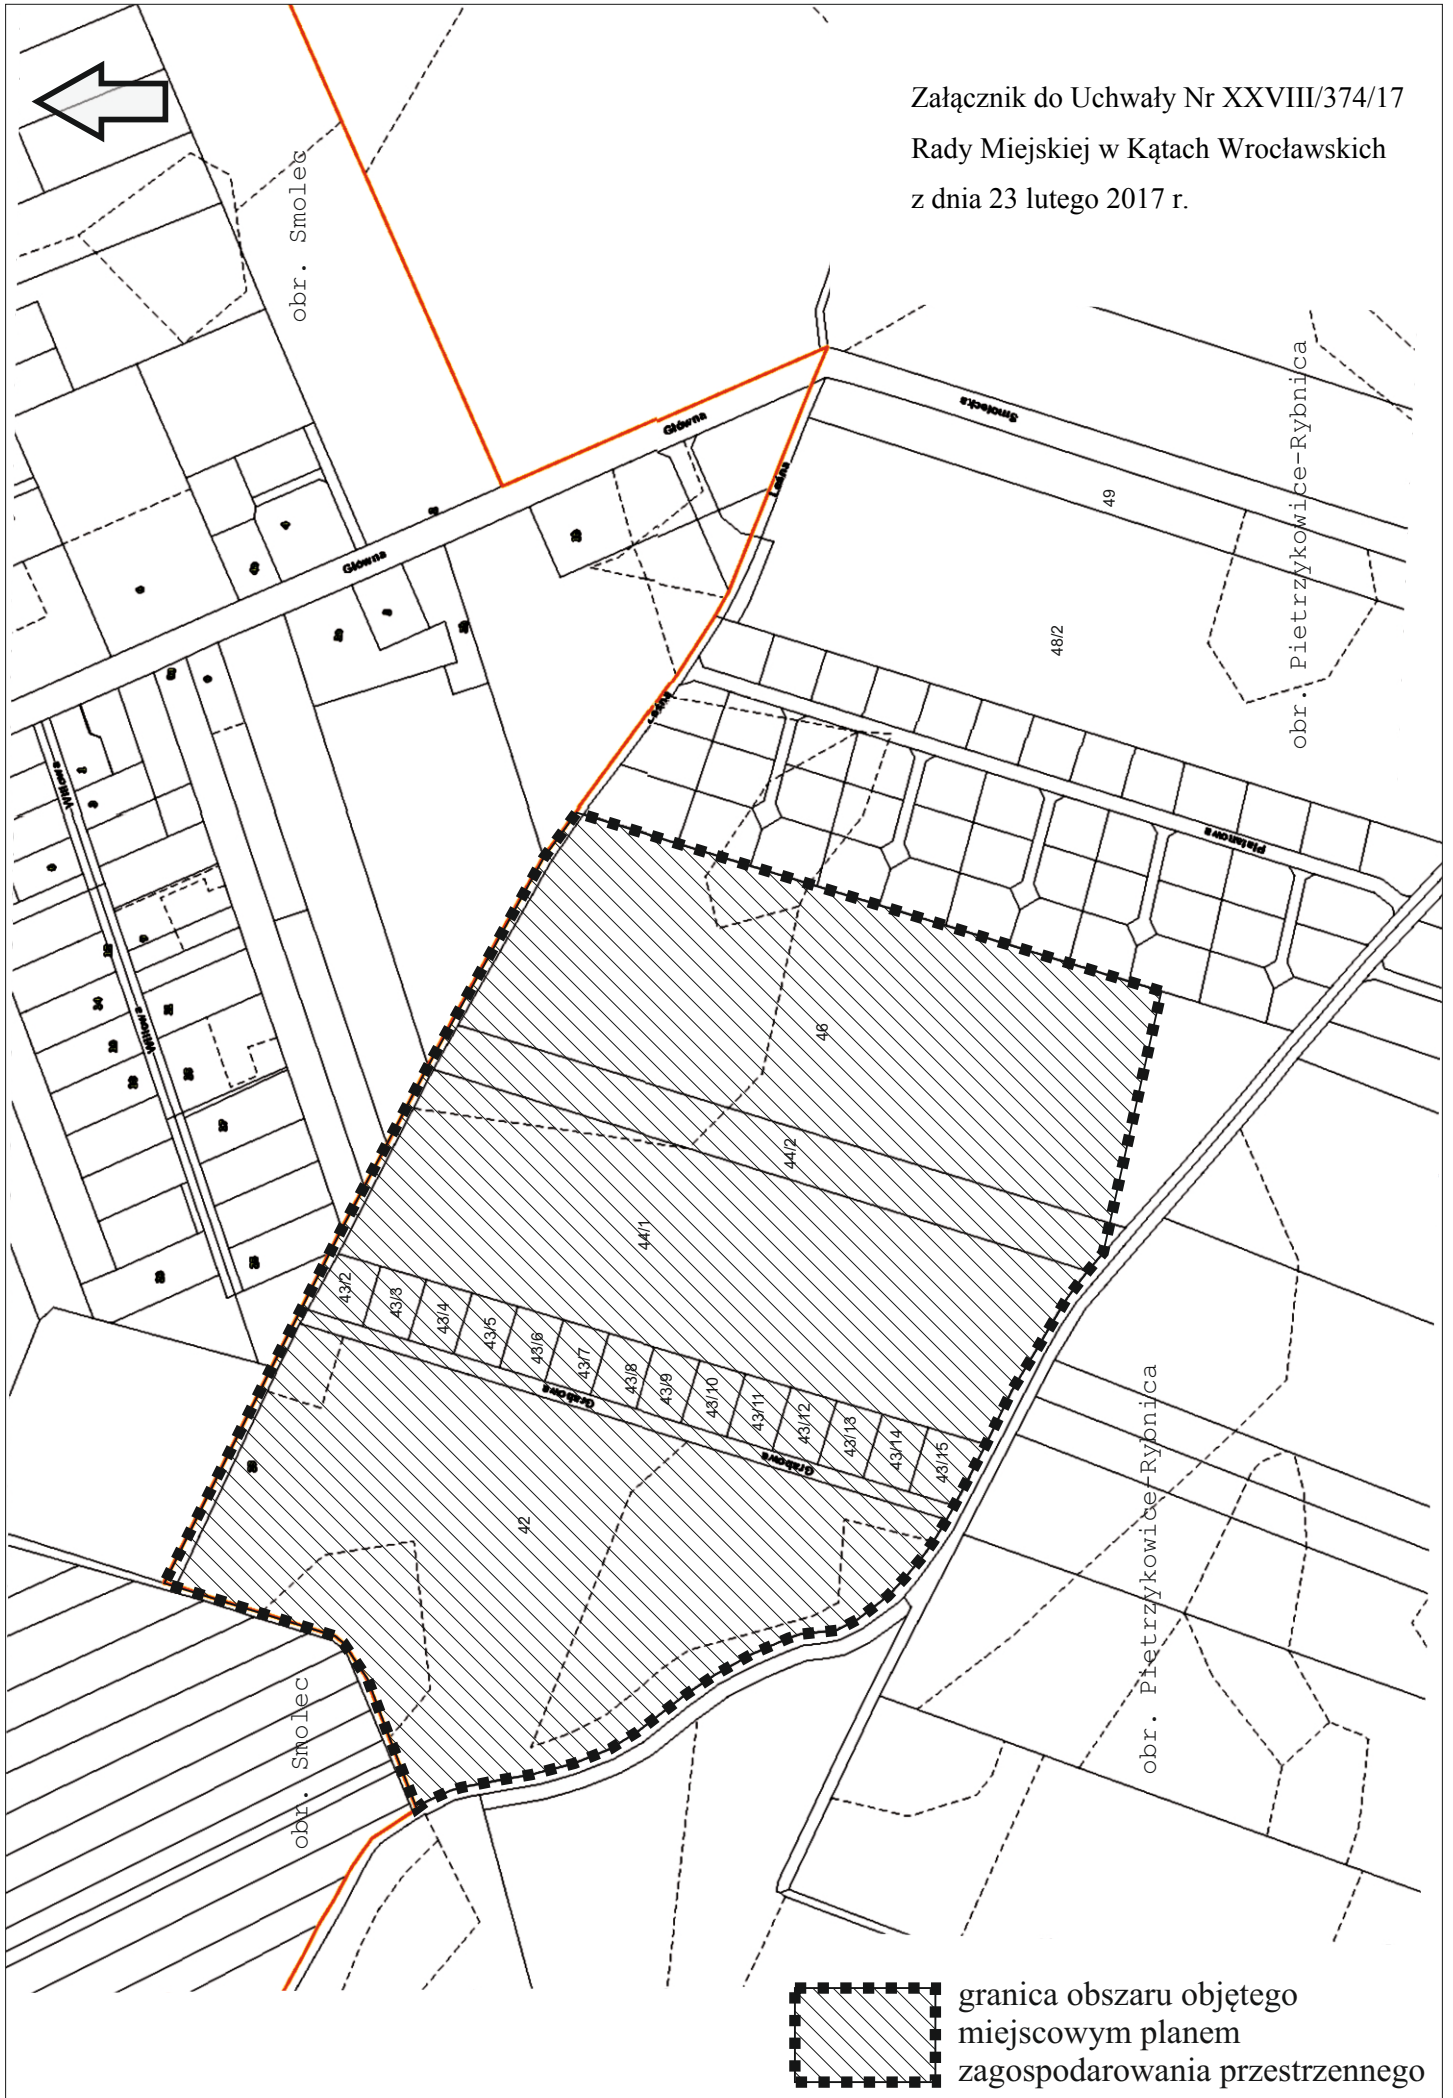 Załącznik do Uchwały Nr XXVIII/374/17
Rady Miejskiej w Kątach Wrocławskich
z dnia 23 lutego 2017 r.
obr. Smolec
obr. Pietrzykowice-Rybnica
Główna
Smolecka
Leśna
49
Główna
48/2
Leśna
Wiłowa
Platanowa
Wiłowa
46
44/2
44/1
43/2
43/3
43/4
43/5
43/6
43/7
43/8
43/9
43/10
43/11
43/12
43/13
43/14
43/15
Grabowa
Grabowa
42
obr. Smolec
obr. Pietrzykowice-Rybnica
granica obszaru objętego
miejscowym planem
zagospodarowania przestrzennego